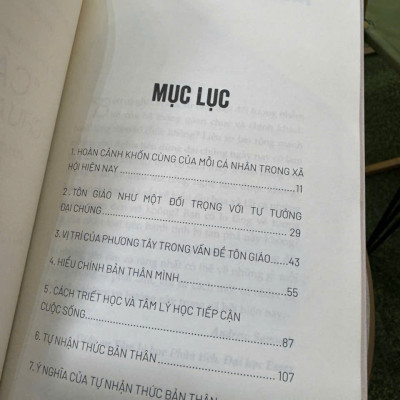 MỤC LỤC
1. HOÀN CẢNH KHỐN CÙNG CỦA MỖI CÁ NHÂN TRONG XÃ
HỘI HIỆN NAY ........................................ 11
2. TÔN GIÁO NHƯ MỘT ĐỐI TRỌNG VỚI TƯ TƯỞNG
ĐẠI CHÚNG ........................................ 29
3. VỊ TRÍ CỦA PHƯƠNG TÂY TRONG VẤN ĐỀ TÔN GIÁO.....43
4. HIỂU CHÍNH BẢN THÂN MÌNH ........................ 55
5. CÁCH TRIẾT HỌC VÀ TÂM LÝ HỌC TIẾP CẬN
CUỘC SỐNG ........................................ 87
6. TỰ NHẬN THỨC BẢN THÂN ........................ 107
7. Ý NGHĨA CỦA TỰ NHẬN THỨC BẢN THÂN